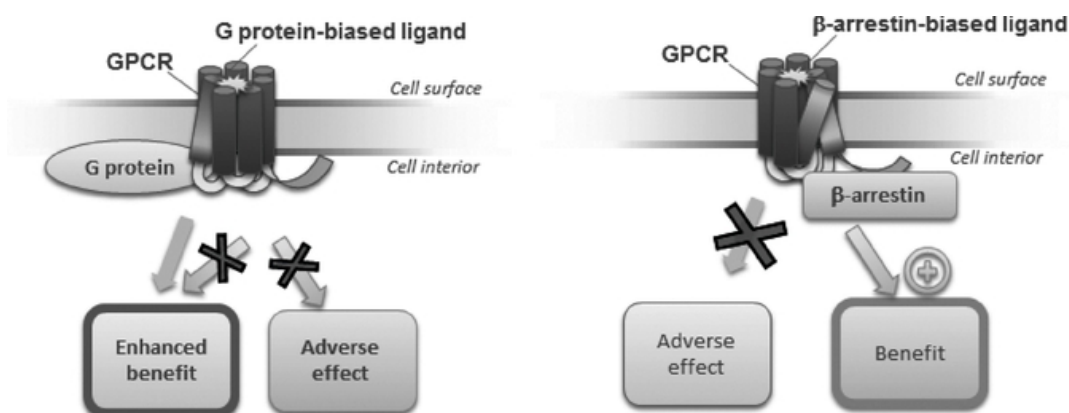 G protein-biased ligand
GPCR
Cell surface
G protein
Cell interior
Enhanced
benefit
Adverse
effect
β-arrestin-biased ligand
GPCR
Cell surface
Cell interior
β-arrestin
Adverse
effect
Benefit